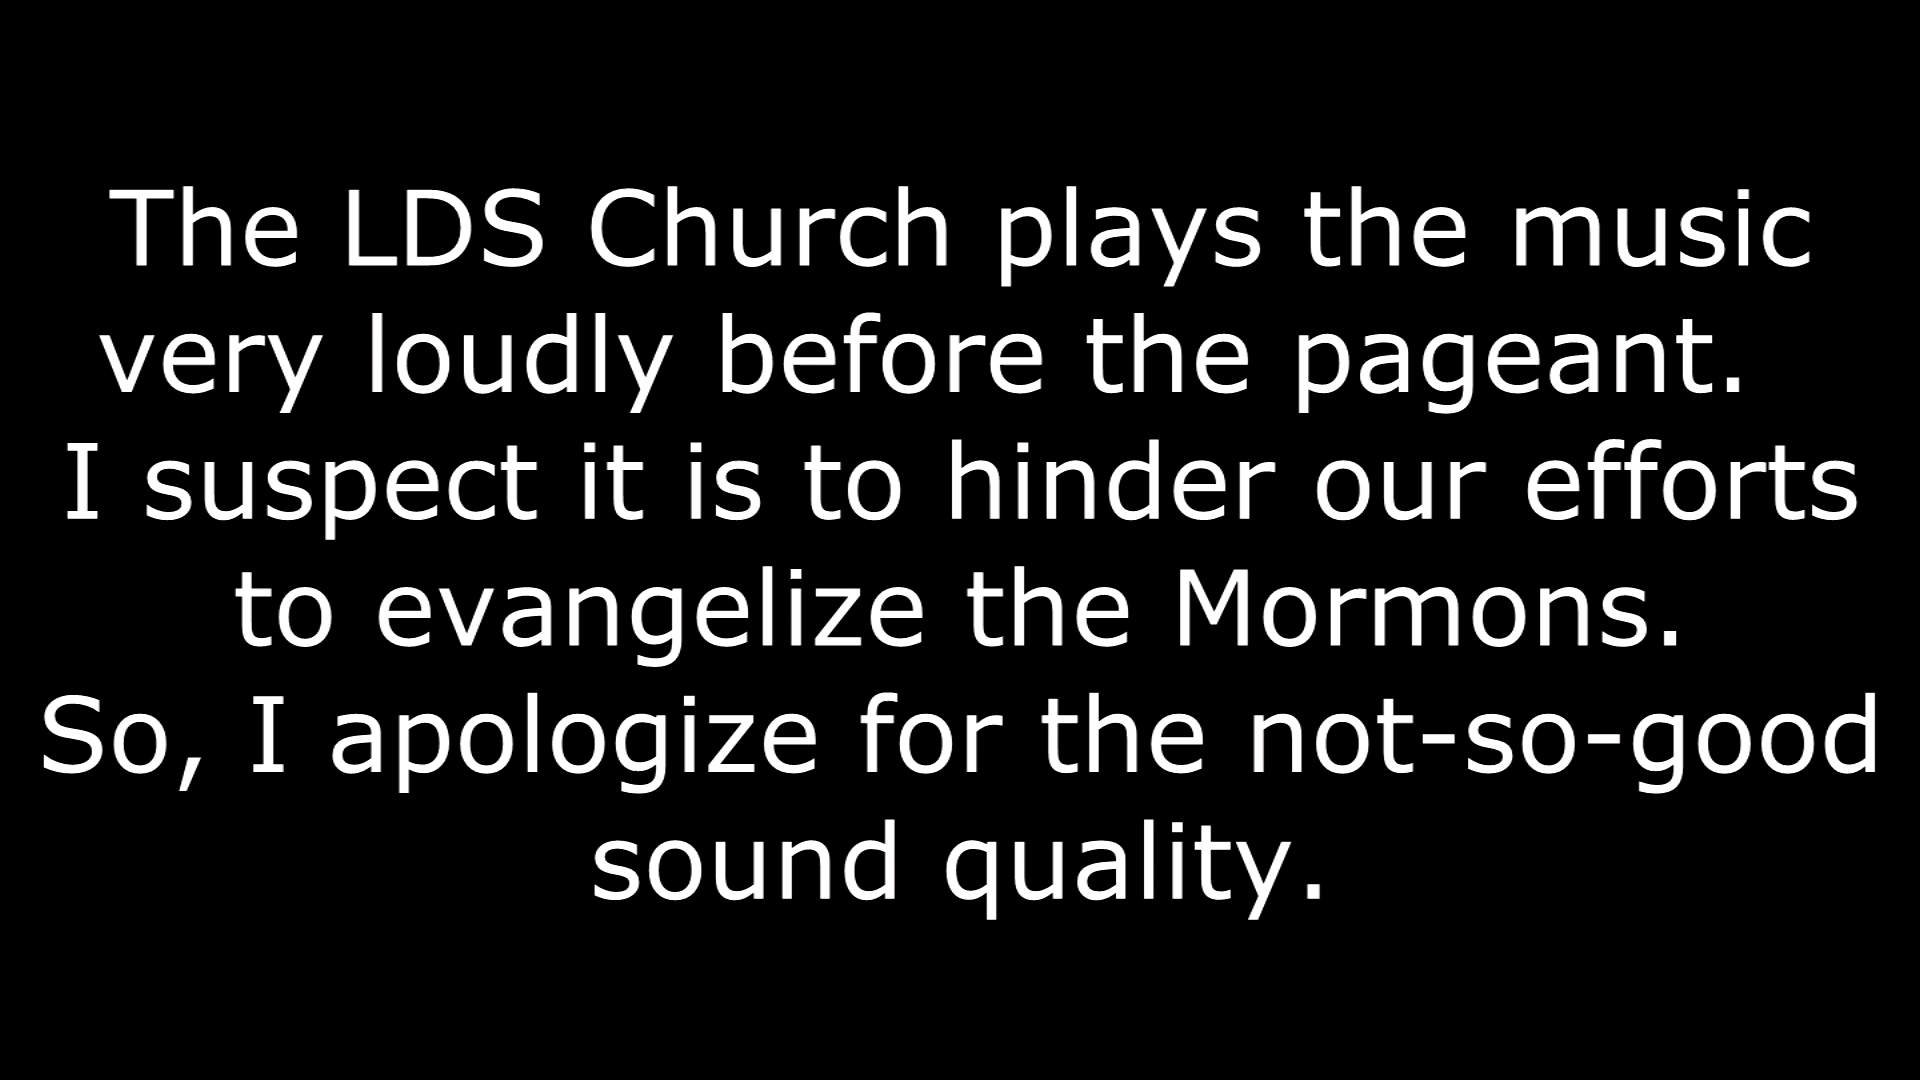 The LDS Church plays the music
very loudly before the pageant.
I suspect it is to hinder our efforts
to evangelize the Mormons.
So, I apologize for the not-so-good
sound quality.